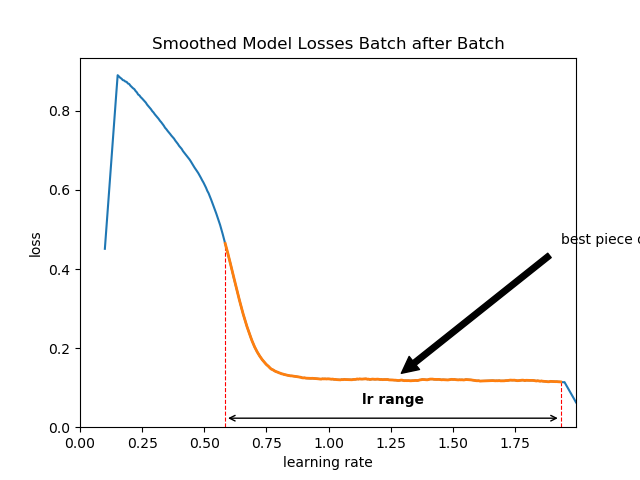 Smoothed Model Losses Batch after Batch
loss
0.8
0.6
0.4
0.2
0.0
best piece
lr range
0.00 0.25 0.50 0.75 1.00 1.25 1.50 1.75
learning rate